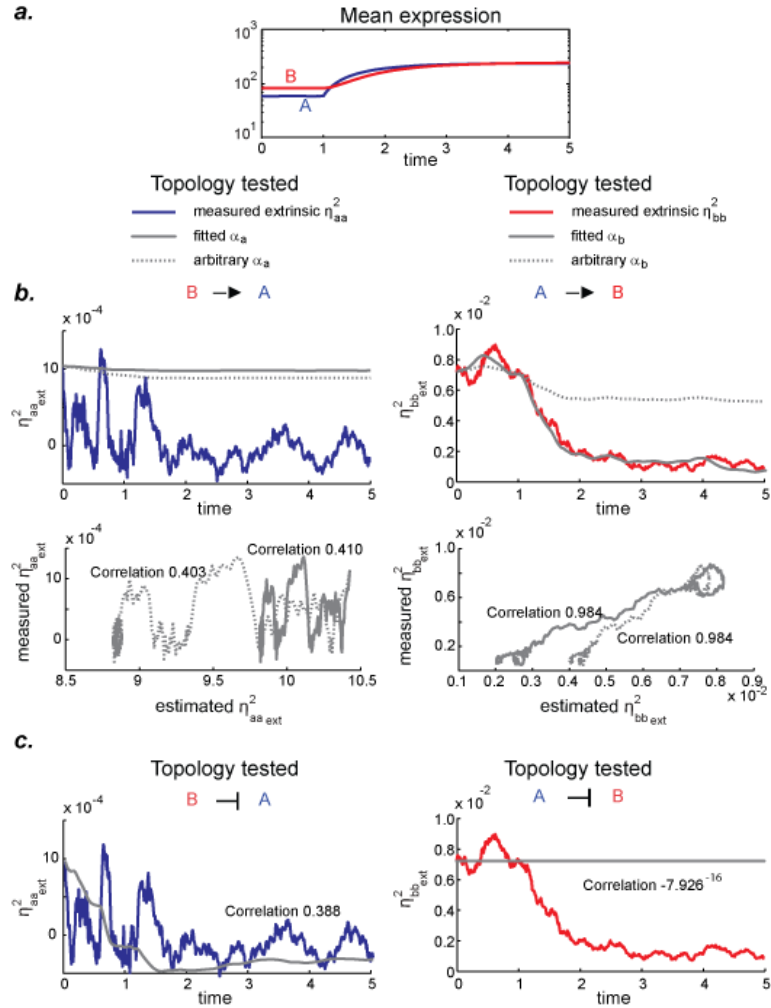 a.
Mean expression
10³
10²
10¹
B
A
0 1 2 3 4 5
time
Topology tested
measured extrinsic η²aa
fitted αa
arbitrary αa
Topology tested
measured extrinsic η²bb
fitted αb
arbitrary αb
b.
B A
x 10⁻⁴
10
0
η²aa ext
0 1 2 3 4 5
time
A B
x 10⁻²
1.0
0.8
0.6
0.4
0.2
0
η²bb ext
0 1 2 3 4 5
time
x 10⁻⁴
10
0
measured η²aa ext
Correlation 0.403
Correlation 0.410
8.5 9 9.5 10 10.5
estimated η²aa ext
x 10⁻²
1.0
0.8
0.6
0.4
0.2
measured η²bb ext
Correlation 0.984
Correlation 0.984
0.1 0.2 0.3 0.4 0.5 0.6 0.7 0.8 0.9
x 10⁻²
estimated η²bb ext
c.
Topology tested
B A
x 10⁻⁴
10
0
η²aa ext
Correlation 0.388
0 1 2 3 4 5
time
Topology tested
A B
x 10⁻²
1.0
0.8
0.6
0.4
0.2
0
η²bb ext
Correlation -7.926⁻¹⁶
0 1 2 3 4 5
time